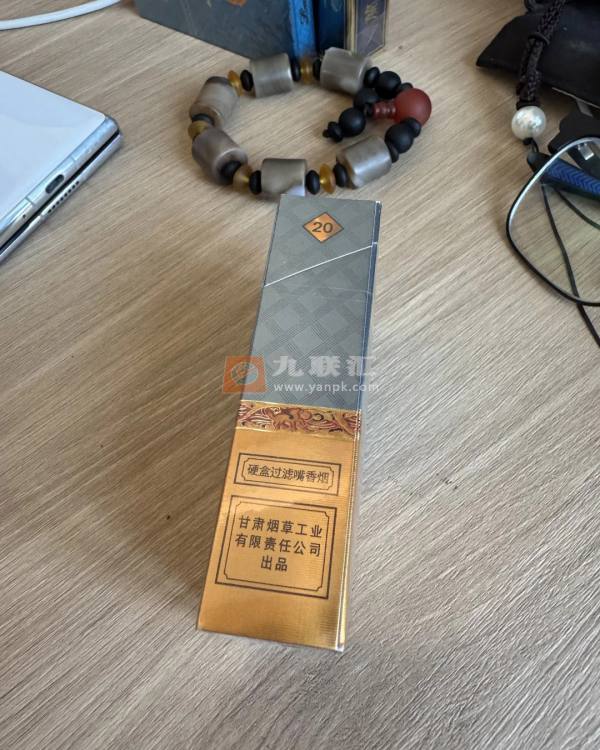 20
九联汇
www.yanpk.com
硬盒过滤嘴香烟
甘肃烟草工业
有限责任公司
出品